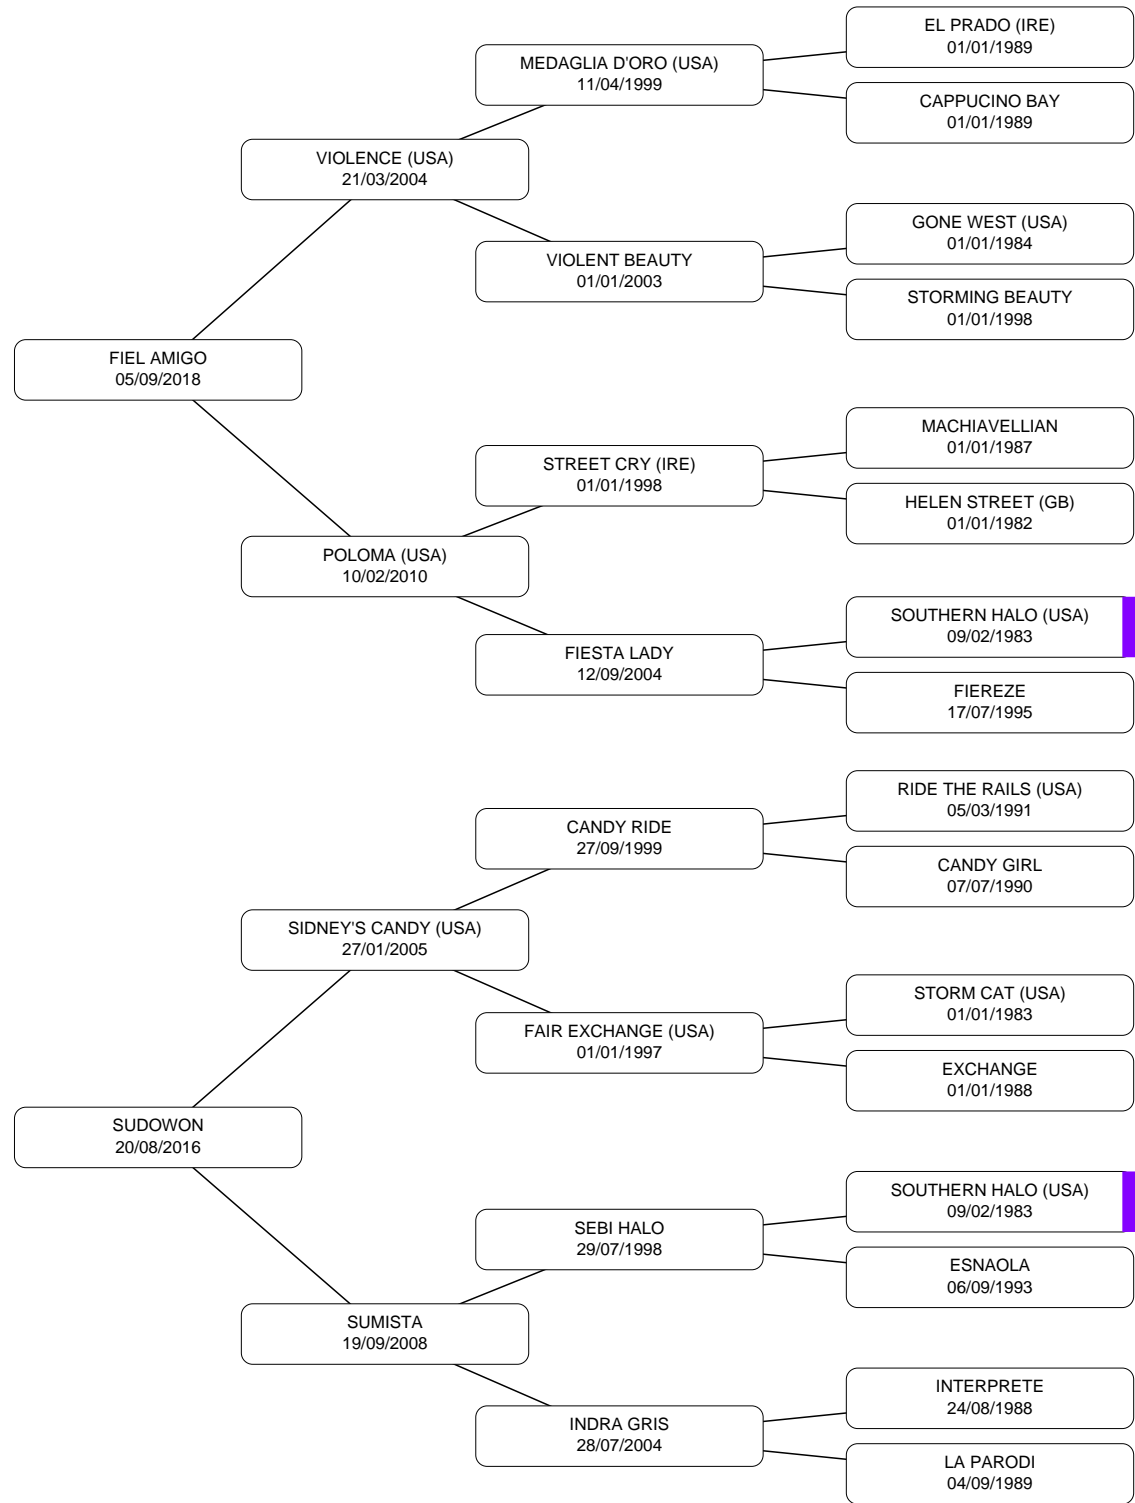 EL PRADO (IRE)
01/01/1989
MEDAGLIA D'ORO (USA)
11/04/1999
CAPPUCINO BAY
01/01/1989
VIOLENCE (USA)
21/03/2004
GONE WEST (USA)
01/01/1984
VIOLENT BEAUTY
01/01/2003
STORMING BEAUTY
01/01/1998
FIEL AMIGO
05/09/2018
MACHIAVELLIAN
01/01/1987
STREET CRY (IRE)
01/01/1998
HELEN STREET (GB)
01/01/1982
POLOMA (USA)
10/02/2010
SOUTHERN HALO (USA)
09/02/1983
FIESTA LADY
12/09/2004
FIEREZE
17/07/1995
RIDE THE RAILS (USA)
05/03/1991
CANDY RIDE
27/09/1999
CANDY GIRL
07/07/1990
SIDNEY'S CANDY (USA)
27/01/2005
STORM CAT (USA)
01/01/1983
FAIR EXCHANGE (USA)
01/01/1997
EXCHANGE
01/01/1988
SUDOWON
20/08/2016
SOUTHERN HALO (USA)
09/02/1983
SEBI HALO
29/07/1998
ESNAOLA
06/09/1993
SUMISTA
19/09/2008
INTERPRETE
24/08/1988
INDRA GRIS
28/07/2004
LA PARODI
04/09/1989